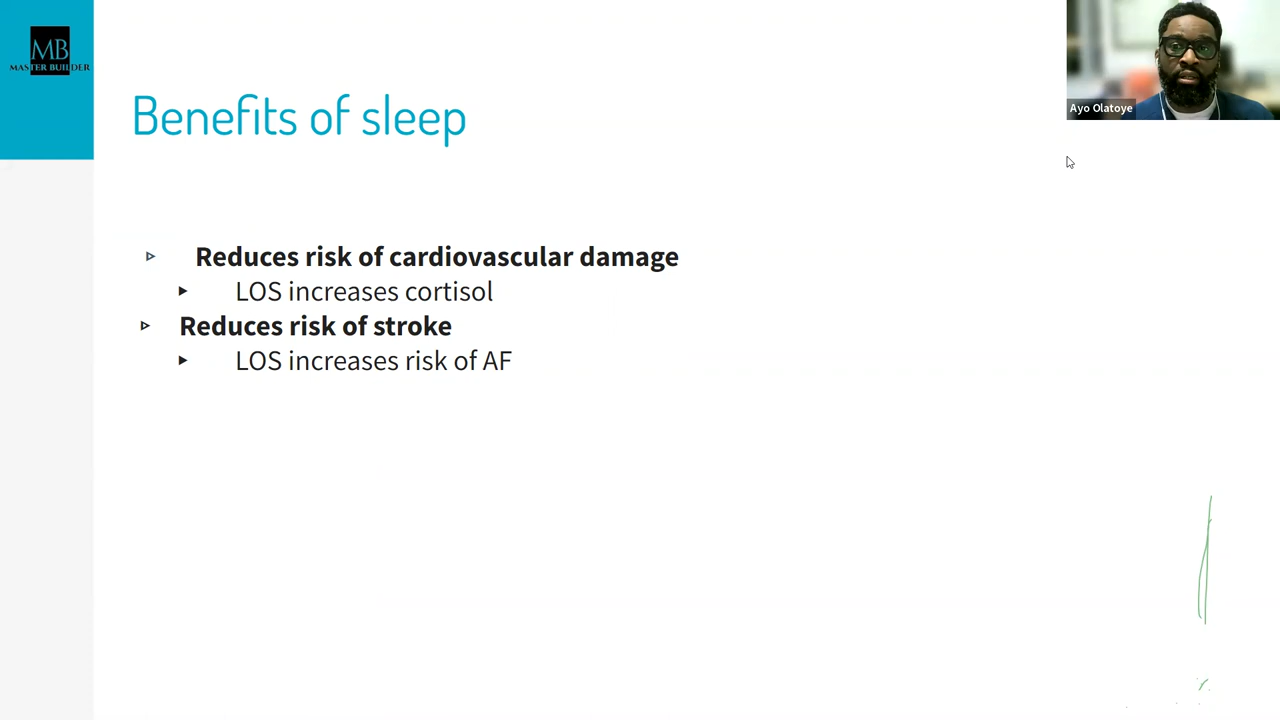 MB
MASTER BUILDER
Ayo Olatoye
Benefits of sleep
Reduces risk of cardiovascular damage
LOS increases cortisol
Reduces risk of stroke
LOS increases risk of AF